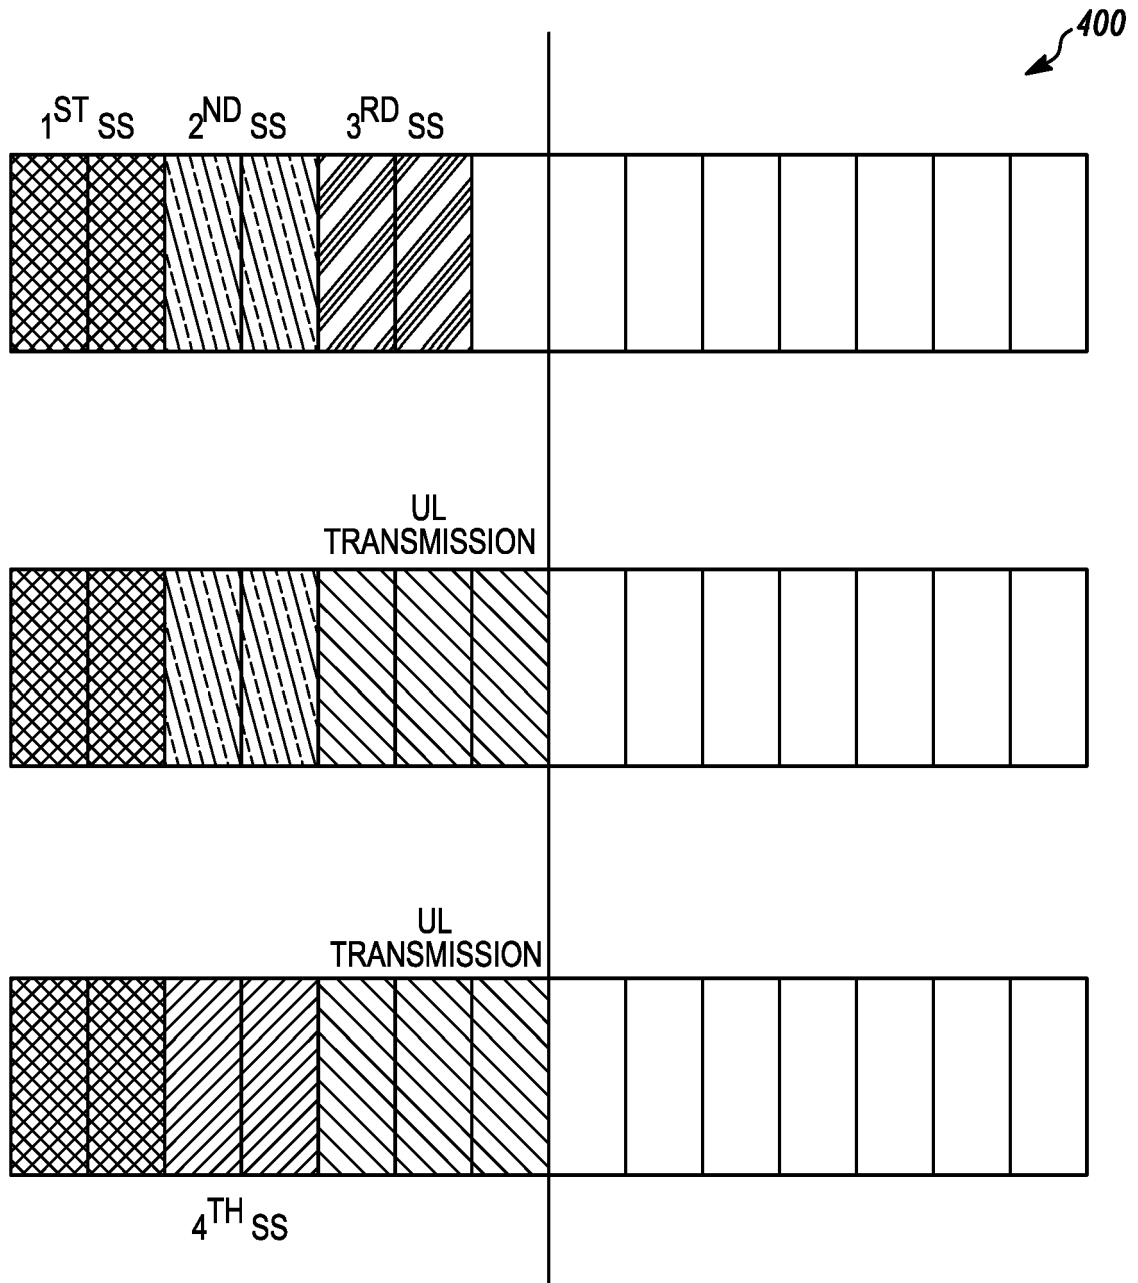 400
1ST SS 2ND SS 3RD SS
UL
TRANSMISSION
UL
TRANSMISSION
4TH SS